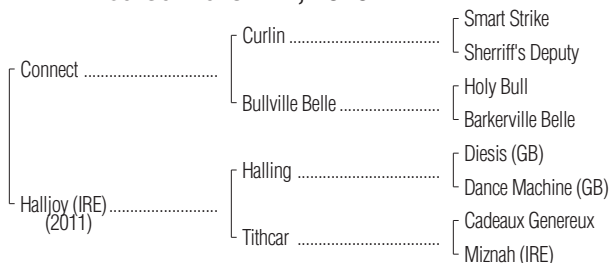 Smart Strike
Curlin
Sherriff's Deputy
Connect
Holy Bull
Bullville Belle
Barkerville Belle
Diesis (GB)
Halling
Dance Machine (GB)
Halljoy (IRE)
(2011)
Cadeaux Genereux
Tithcar
Miznah (IRE)